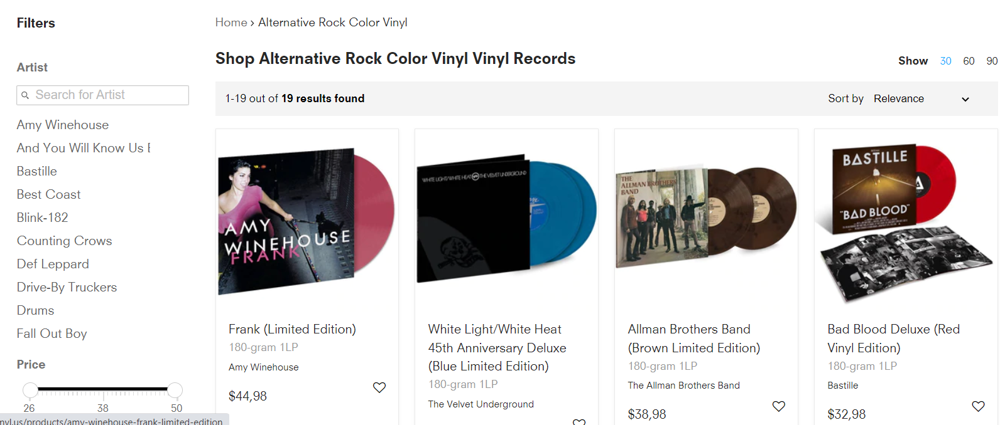 Filters
Artist
Search for Artist
Amy Winehouse
And You Will Know Us
Bastille
Best Coast
Blink-182
Counting Crows
Def Leppard
Drive-By Truckers
Drums
Fall Out Boy
Price
26 38 50
nyl.us/products/amy-winehouse-frank-limited-edition
Home › Alternative Rock Color Vinyl
Shop Alternative Rock Color Vinyl Vinyl Records
Show 30 60 90
1-19 out of 19 results found
Sort by Relevance
AMY
WINEHOUSE
FRANK
Frank (Limited Edition)
180-gram 1LP
Amy Winehouse
$44,98
WHITE LIGHT/WHITE HEAT THE VELVET UNDERGROUND
White Light/White Heat
45th Anniversary Deluxe
(Blue Limited Edition)
180-gram 1LP
The Velvet Underground
THE
ALLMAN BROTHERS
BAND
Allman Brothers Band
(Brown Limited Edition)
180-gram 1LP
The Allman Brothers Band
$38,98
BASTILLE
"BAD BLOOD"
Bad Blood Deluxe (Red
Vinyl Edition)
180-gram 1LP
Bastille
$32,98